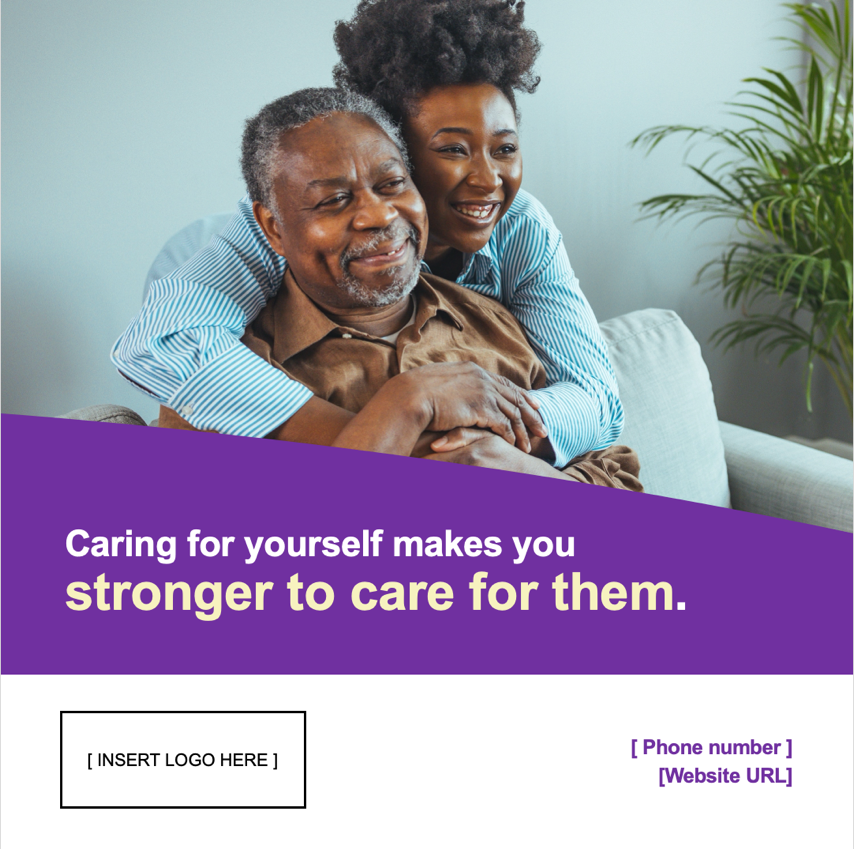 Caring for yourself makes you
stronger to care for them.
[ INSERT LOGO HERE ]
[ Phone number ]
[Website URL]